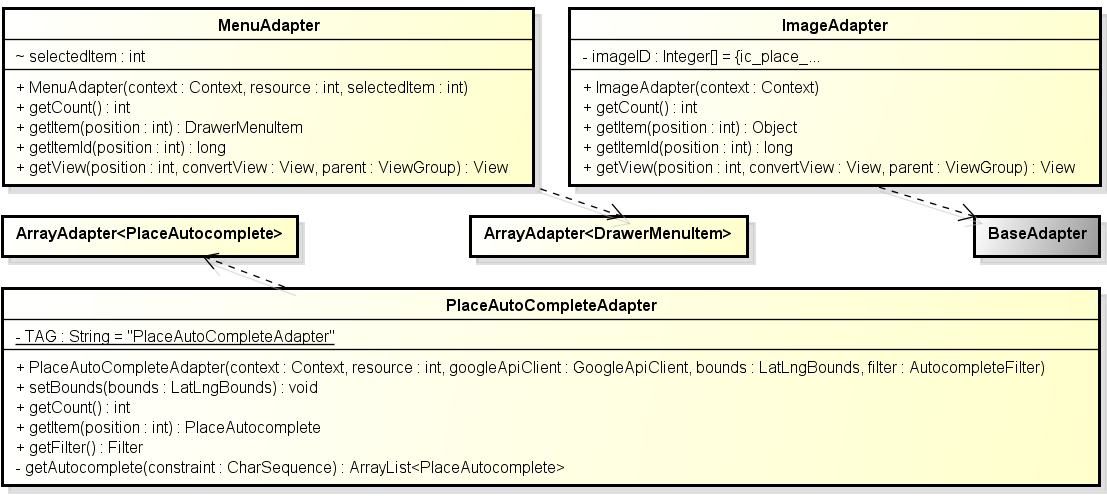 MenuAdapter
~ selectedItem : int
+ MenuAdapter(context : Context, resource : int, selectedItem : int)
+ getCount() : int
+ getItem(position : int) : DrawerMenuItem
+ getItemId(position : int) : long
+ getView(position : int, convertView : View, parent : ViewGroup) : View
ImageAdapter
- imageID : Integer[] = {ic_place_...
+ ImageAdapter(context : Context)
+ getCount() : int
+ getItem(position : int) : Object
+ getItemId(position : int) : long
+ getView(position : int, convertView : View, parent : ViewGroup) : View
ArrayAdapter<PlaceAutocomplete>
ArrayAdapter<DrawerMenuItem>
BaseAdapter
PlaceAutoCompleteAdapter
- TAG : String = "PlaceAutoCompleteAdapter"
+ PlaceAutoCompleteAdapter(context : Context, resource : int, googleApiClient : GoogleApiClient, bounds : LatLngBounds, filter : AutocompleteFilter)
+ setBounds(bounds : LatLngBounds) : void
+ getCount() : int
+ getItem(position : int) : PlaceAutocomplete
+ getFilter() : Filter
- getAutocomplete(constraint : CharSequence) : ArrayList<PlaceAutocomplete>